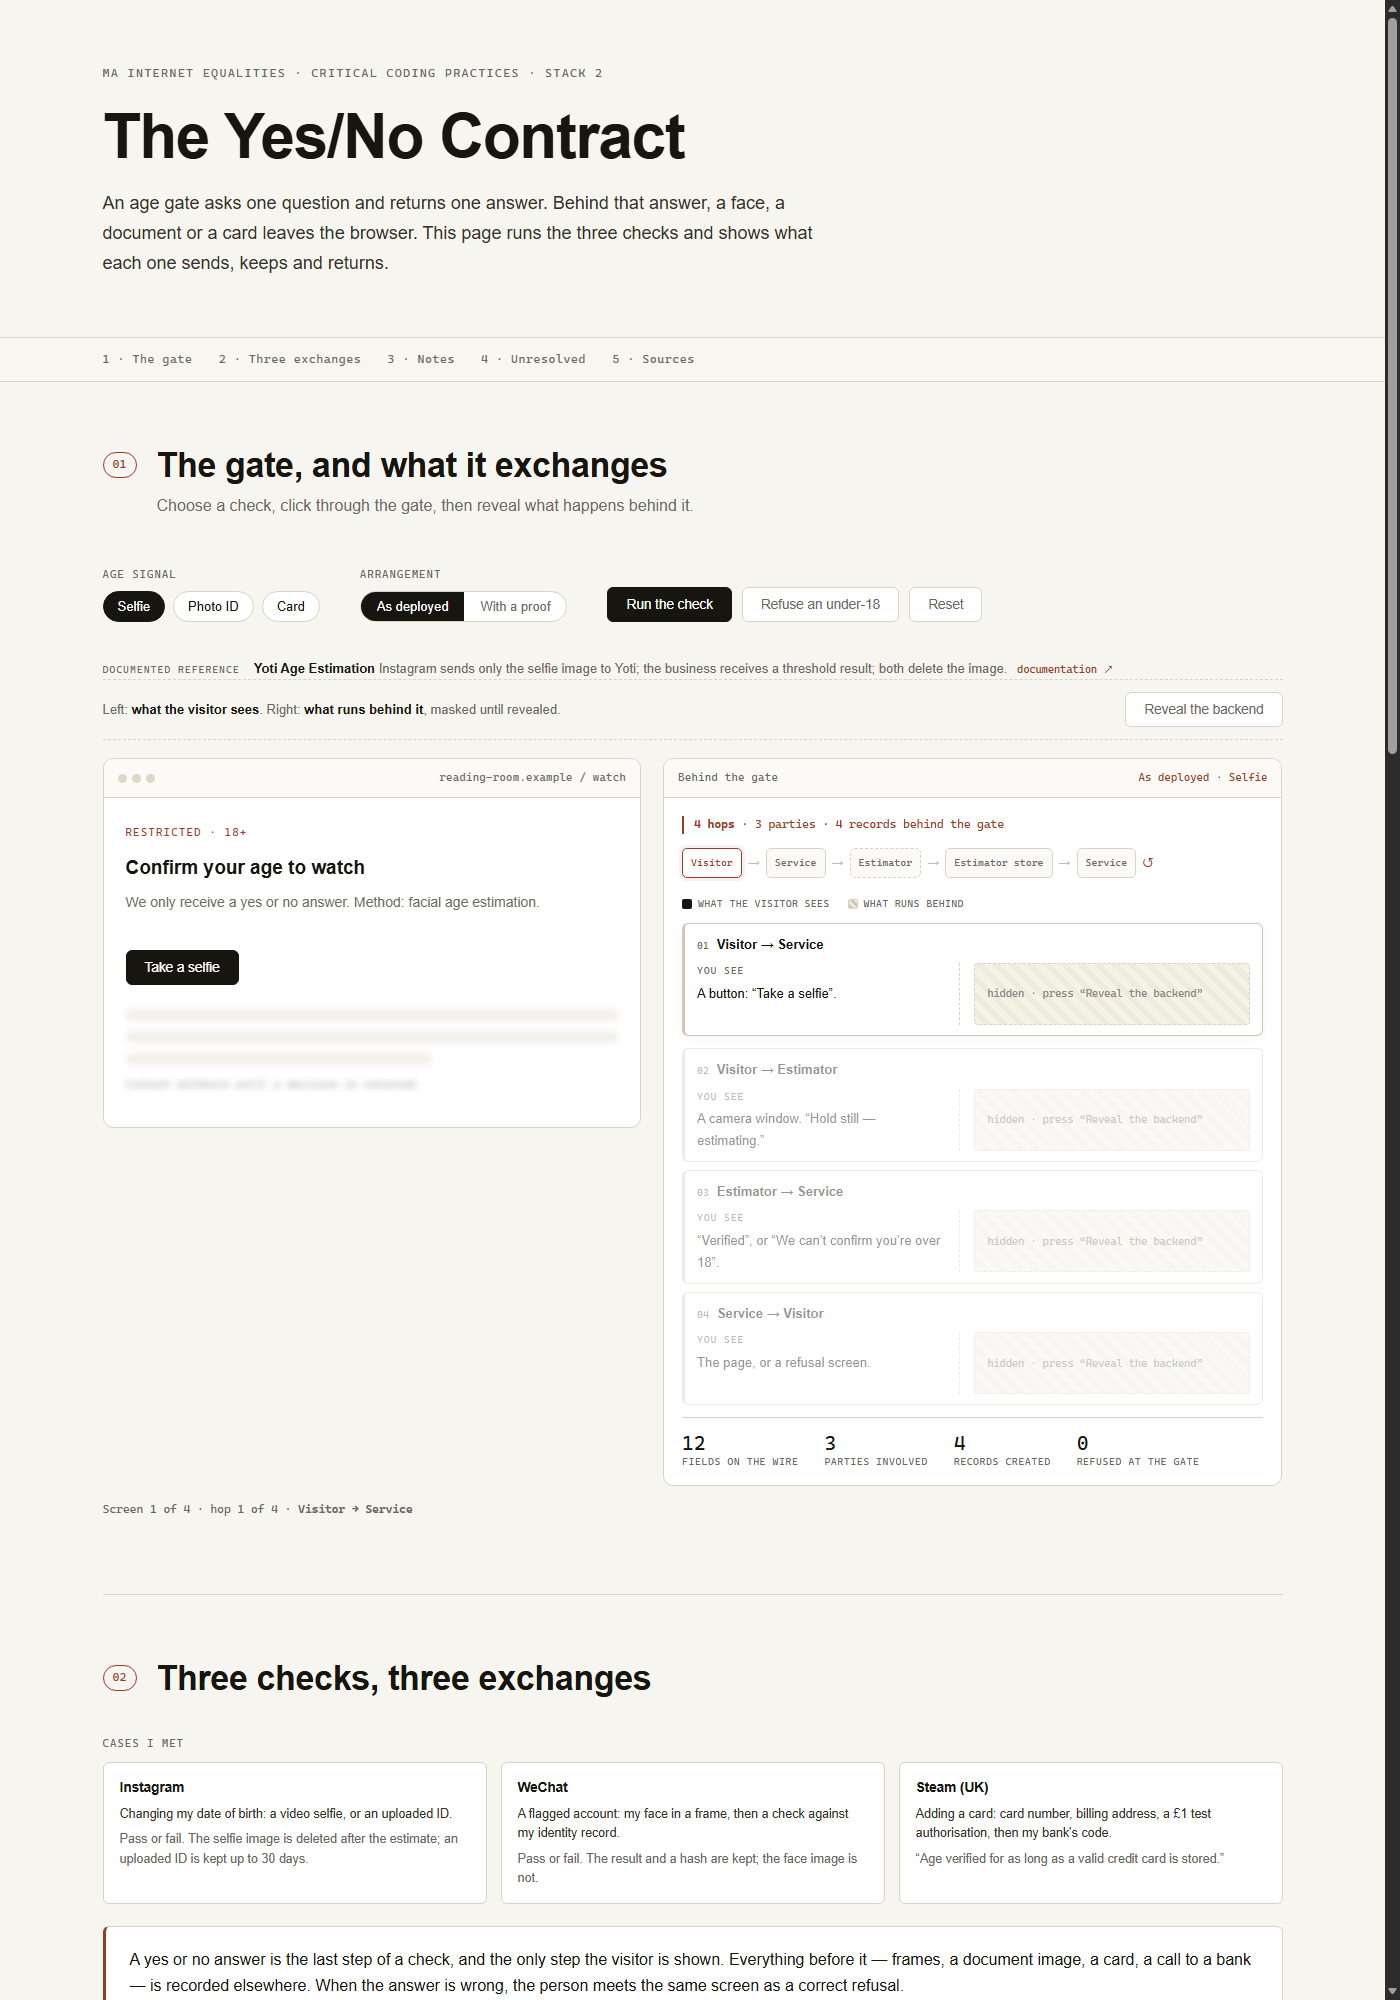 MA INTERNET EQUALITIES · CRITICAL CODING PRACTICES · STACK 2
The Yes/No Contract
An age gate asks one question and returns one answer. Behind that answer, a face, a
document or a card leaves the browser. This page runs the three checks and shows what
each one sends, keeps and returns.
1 · The gate 2 · Three exchanges 3 · Notes 4 · Unresolved 5 · Sources
01 The gate, and what it exchanges
Choose a check, click through the gate, then reveal what happens behind it.
AGE SIGNAL ARRANGEMENT
Selfie Photo ID Card As deployed With a proof Run the check Refuse an under-18 Reset
DOCUMENTED REFERENCE Yoti Age Estimation Instagram sends only the selfie image to Yoti; the business receives a threshold result; both delete the image. documentation ↗
Left: what the visitor sees. Right: what runs behind it, masked until revealed. Reveal the backend
reading-room.example / watch
RESTRICTED · 18+
Confirm your age to watch
We only receive a yes or no answer. Method: facial age estimation.
Take a selfie
Content withheld until a decision is returned.
Behind the gate As deployed · Selfie
4 hops · 3 parties · 4 records behind the gate
Visitor → Service → Estimator → Estimator store → Service ↺
WHAT THE VISITOR SEES WHAT RUNS BEHIND
01 Visitor → Service
YOU SEE
A button: “Take a selfie”.
hidden · press “Reveal the backend”
02 Visitor → Estimator
YOU SEE
A camera window. “Hold still —
estimating.”
hidden · press “Reveal the backend”
03 Estimator → Service
YOU SEE
“Verified”, or “We can’t confirm you’re over
18”.
hidden · press “Reveal the backend”
04 Service → Visitor
YOU SEE
The page, or a refusal screen.
hidden · press “Reveal the backend”
12 3 4 0
FIELDS ON THE WIRE PARTIES INVOLVED RECORDS CREATED REFUSED AT THE GATE
Screen 1 of 4 · hop 1 of 4 · Visitor → Service
02 Three checks, three exchanges
CASES I MET
Instagram
Changing my date of birth: a video selfie, or an uploaded ID.
Pass or fail. The selfie image is deleted after the estimate; an
uploaded ID is kept up to 30 days.
WeChat
A flagged account: my face in a frame, then a check against
my identity record.
Pass or fail. The result and a hash are kept; the face image is
not.
Steam (UK)
Adding a card: card number, billing address, a £1 test
authorisation, then my bank’s code.
“Age verified for as long as a valid credit card is stored.”
A yes or no answer is the last step of a check, and the only step the visitor is shown. Everything before it — frames, a document image, a card, a call to a bank
— is recorded elsewhere. When the answer is wrong, the person meets the same screen as a correct refusal.